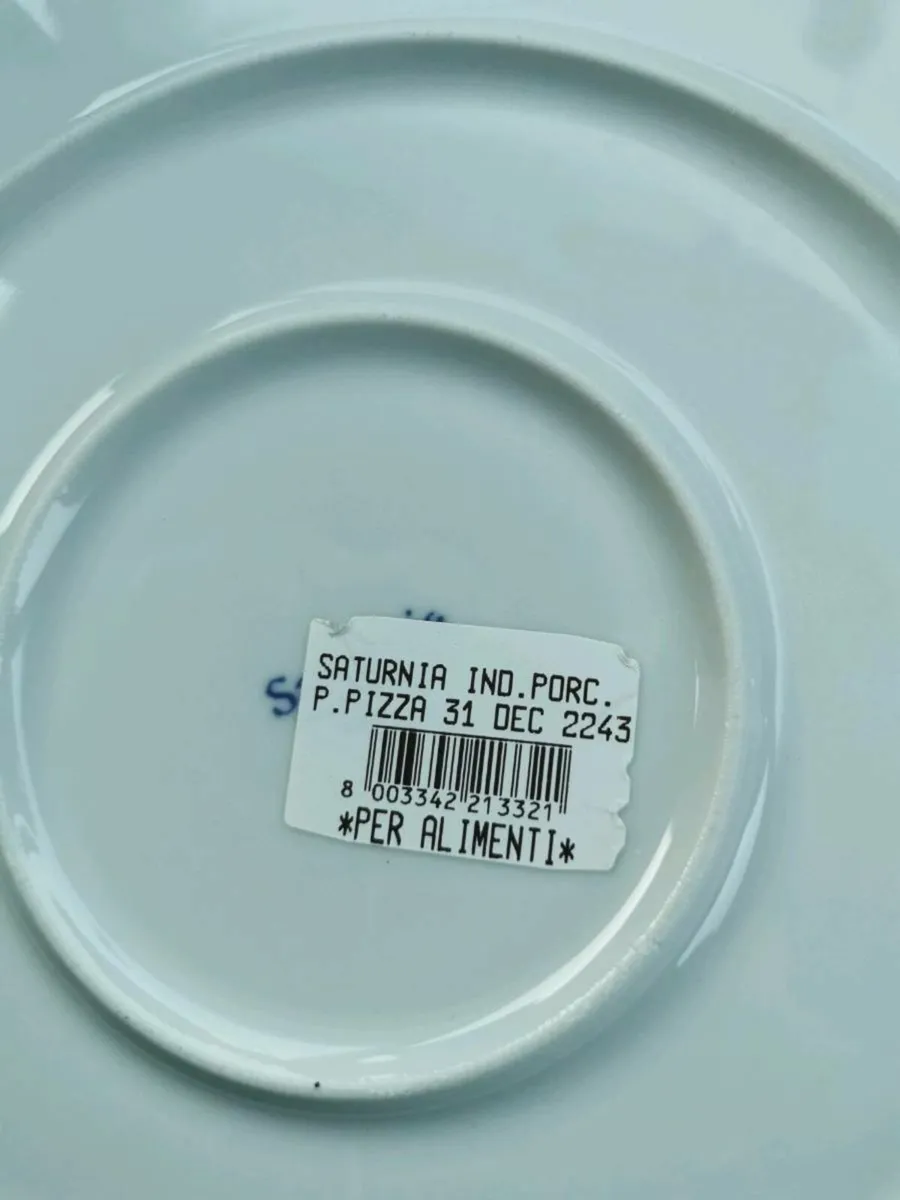 SATURNIA IND.PORC.
P.PIZZA 31 DEC 2243
8 003342 213321
*PER ALIMENTI*